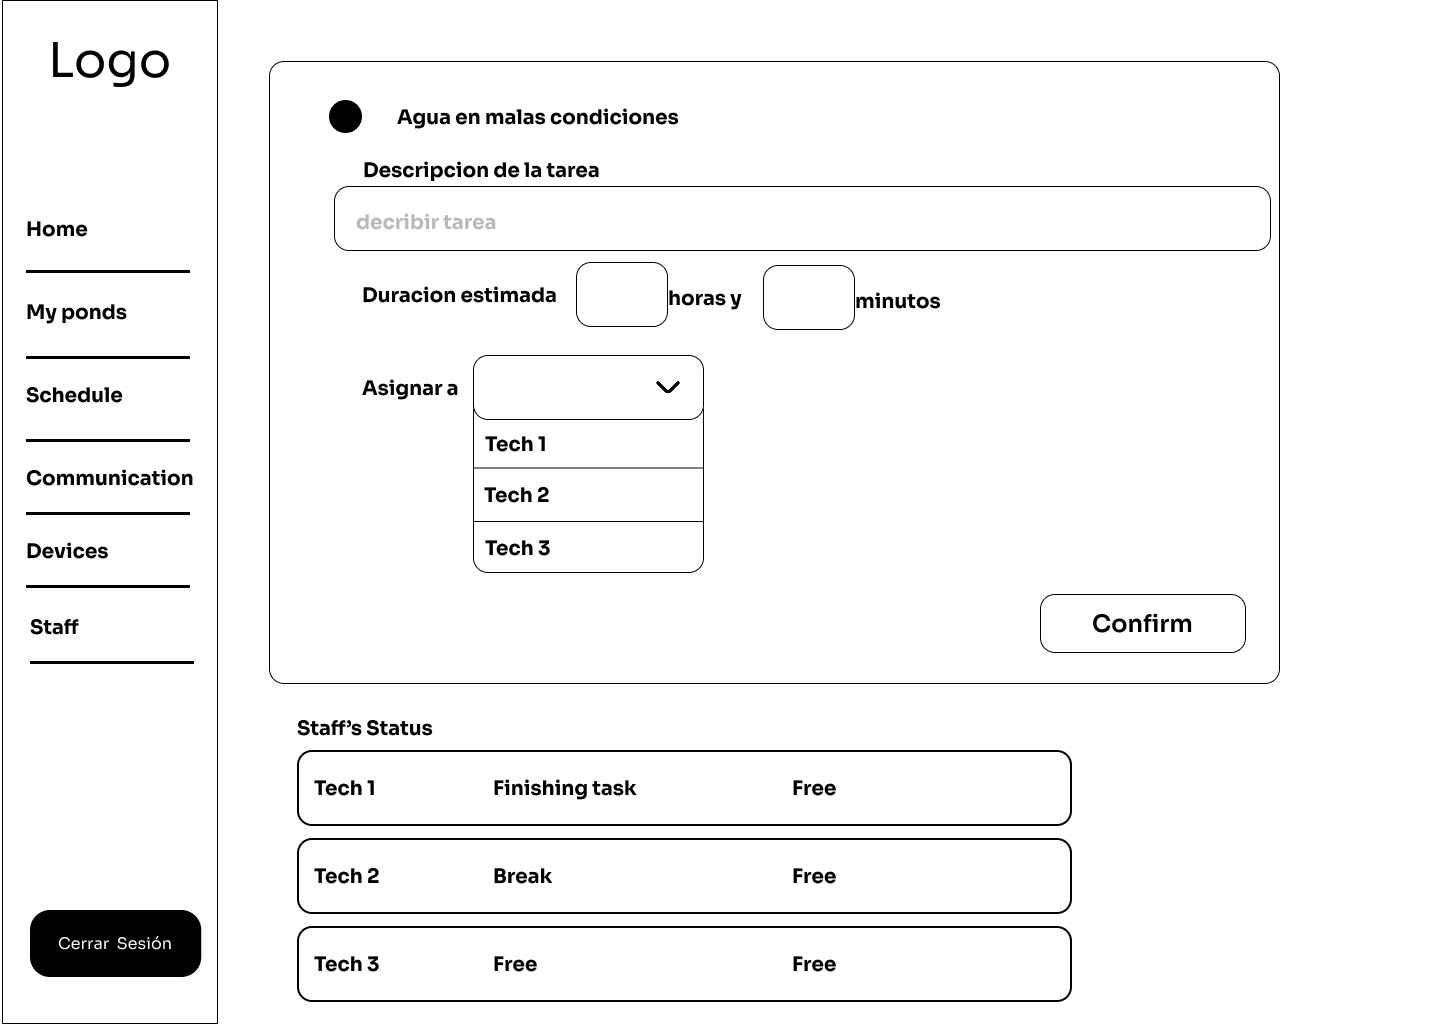 Logo
Home
My ponds
Schedule
Communication
Devices
Staff
Cerrar Sesión
Agua en malas condiciones
Descripcion de la tarea
decribir tarea
Duracion estimada horas y minutos
Asignar a
Tech 1
Tech 2
Tech 3
Confirm
Staff’s Status
Tech 1 Finishing task Free
Tech 2 Break Free
Tech 3 Free Free